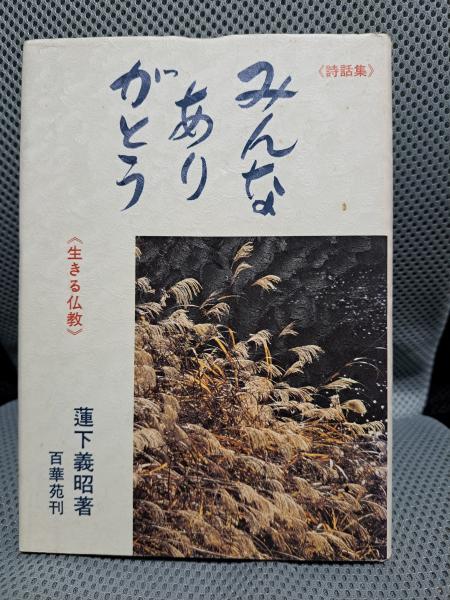 《詩話集》
みんな
あり
がとう
《生きる仏教》
蓮下義昭著
百華苑刊